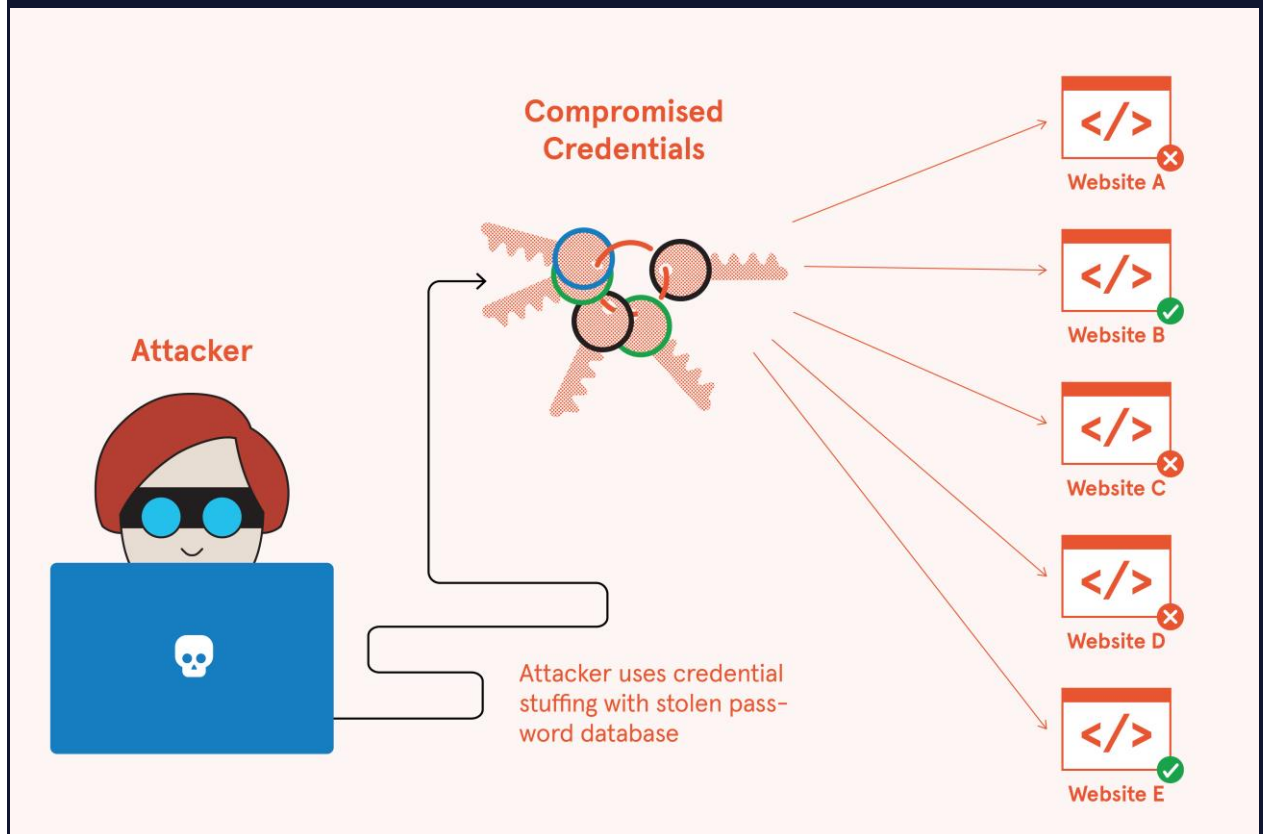 Compromised
Credentials
Attacker
Attacker uses credential
stuffing with stolen pass-
word database
</>
Website A
</>
Website B
</>
Website C
</>
Website D
</>
Website E